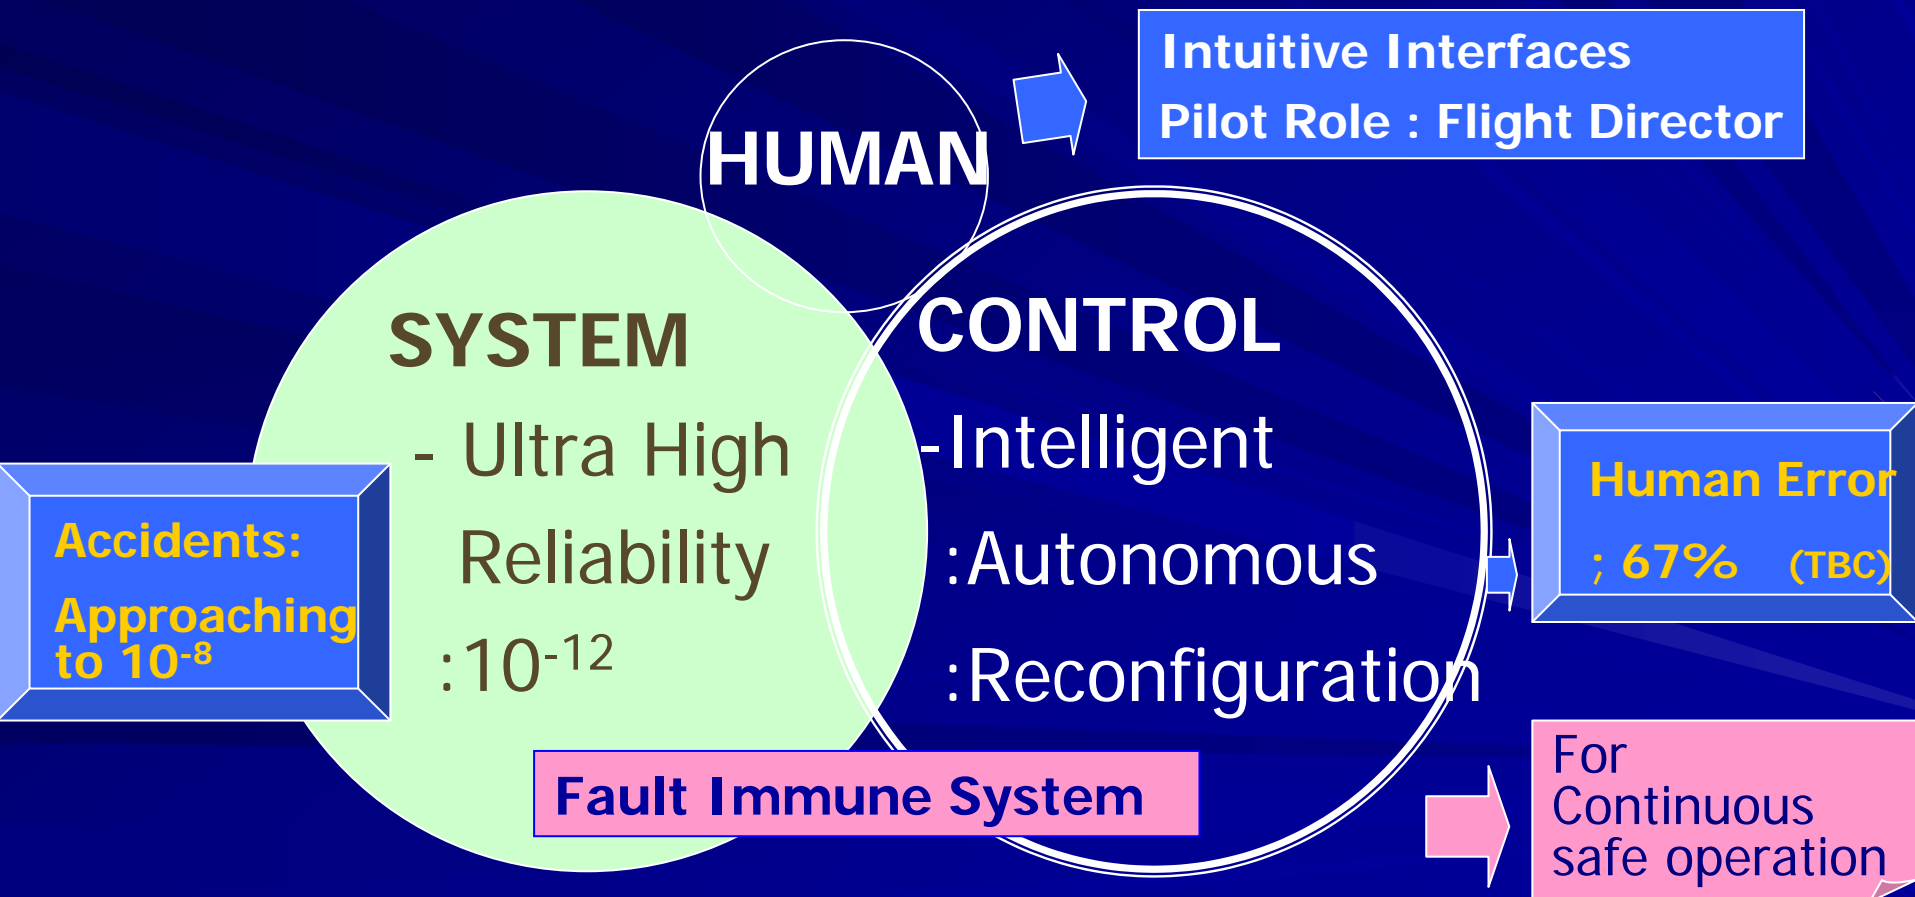 Intuitive Interfaces
Pilot Role : Flight Director
HUMAN
SYSTEM
- Ultra High
Reliability
:10⁻¹²
CONTROL
-Intelligent
:Autonomous
:Reconfiguration
Accidents:
Approaching
to 10⁻⁸
Human Error
; 67% (TBC)
Fault Immune System
For
Continuous
safe operation